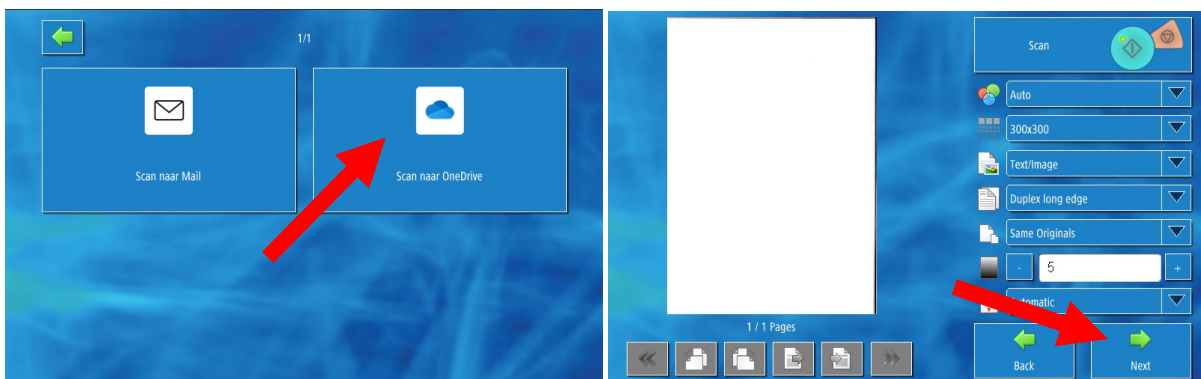 1/1
Scan naar Mail
Scan naar OneDrive
Scan
Auto
300x300
Text/Image
Duplex long edge
Same Originals
- 5 +
1 / 1 Pages
Back
Next